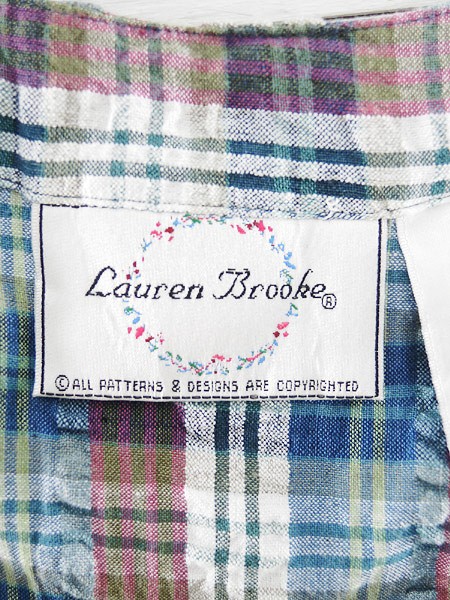 Lauren Brooke®
© ALL PATTERNS & DESIGNS ARE COPYRIGHTED